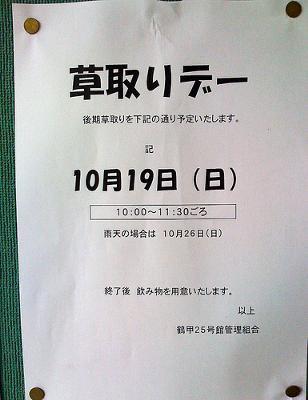 草取りデー
後期草取りを下記の通り予定いたします。
記
10月19日（日）
10:00～11:30ごろ
雨天の場合は 10月26日(日)
終了後 飲み物を用意いたします。
以上
鶴甲25号館管理組合